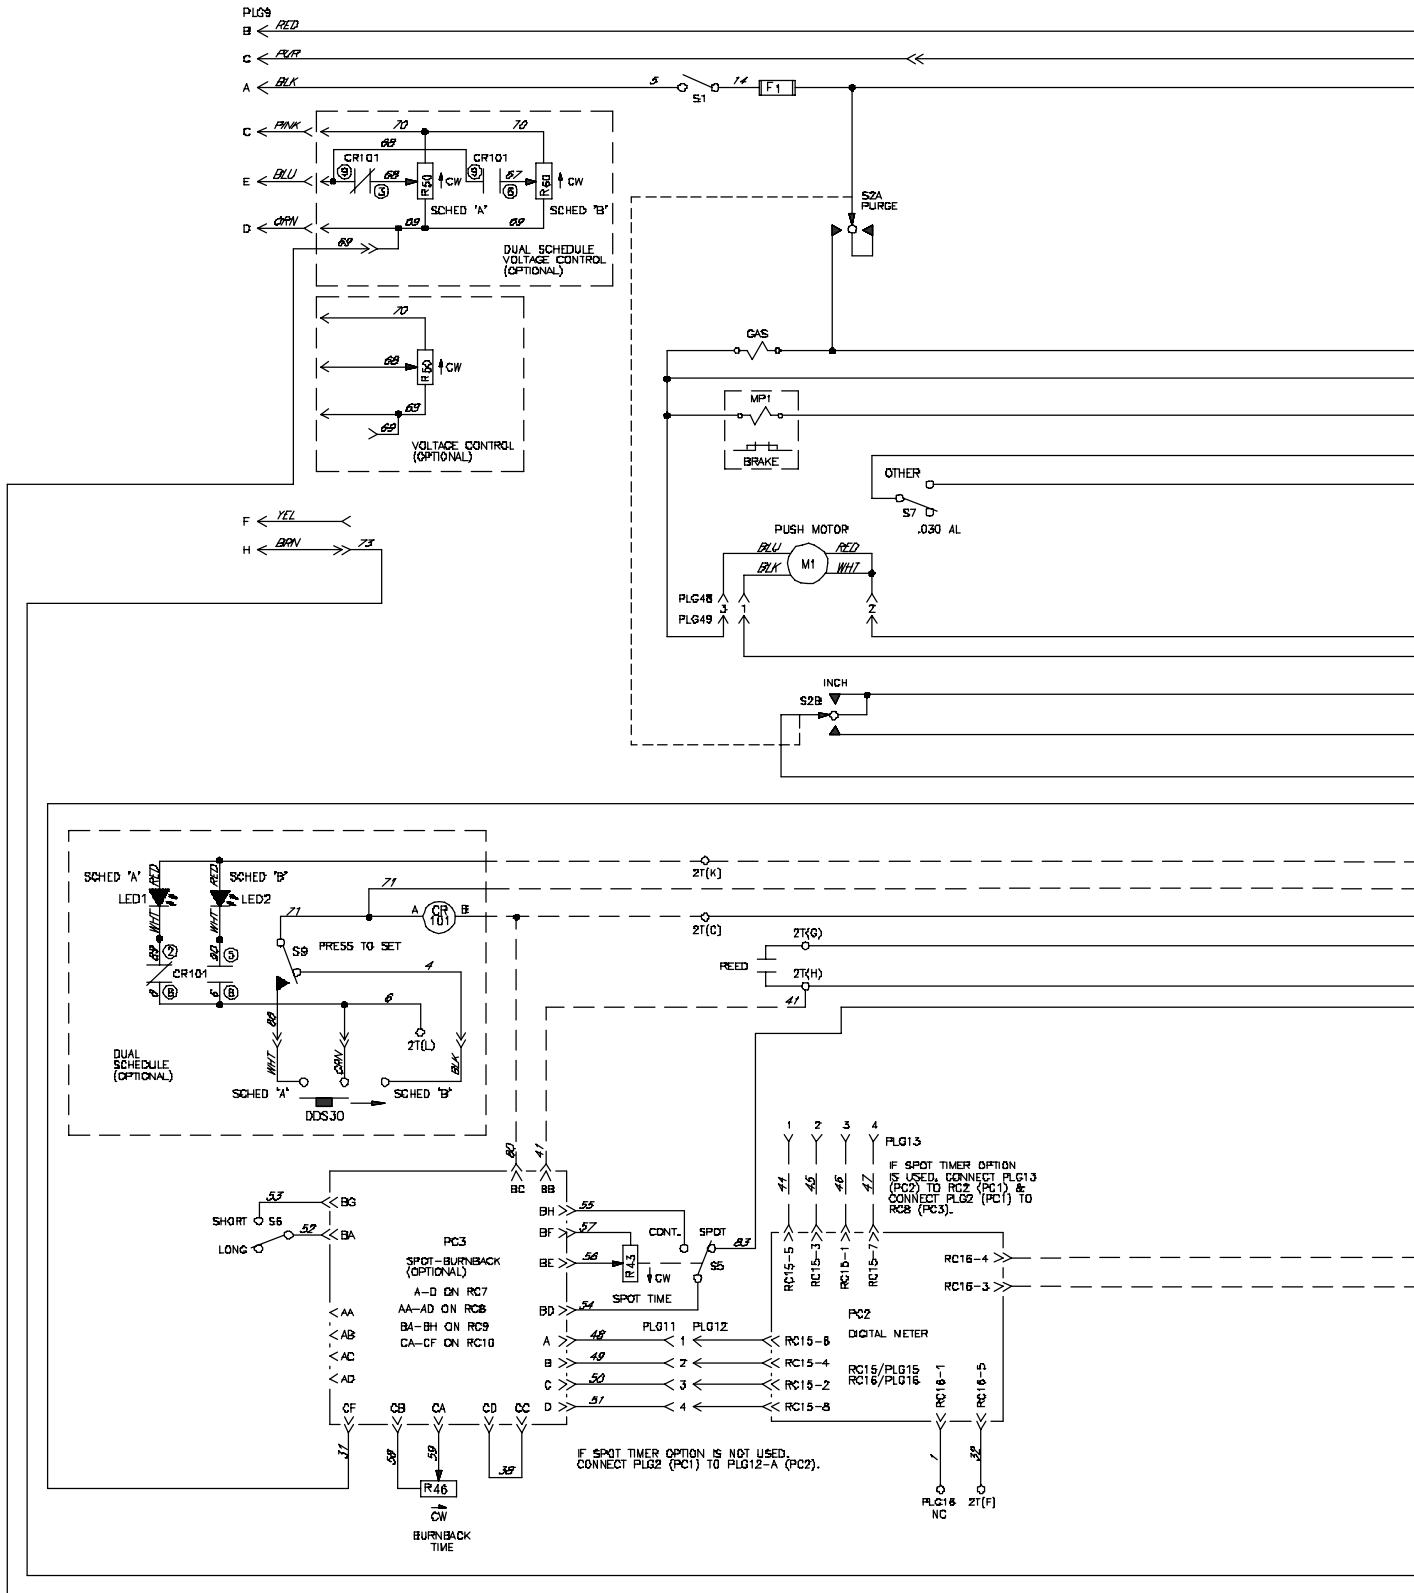 PLG9
B RED
C PUR
A BLK 5 S1 14 F1
C PINK 70 70
68
CR101 CR101
E BLU 9 3 68 R50 CW 9 67 6 R60 CW
SCHED "A" SCHED "B"
D ORN 69 69
69
DUAL SCHEDULE
VOLTAGE CONTROL
(OPTIONAL)
S2A
PURGE
70
68 R50 CW
69
69
VOLTAGE CONTROL
(OPTIONAL)
GAS
MP1
BRAKE
OTHER
S7
.030 AL
F YEL
H BRN 73
PUSH MOTOR
BLU RED
M1
BLK WHT
PLG48
3 1 2
PLG49
INCH
S2B
SCHED "A" RED RED SCHED "B"
LED1 LED2
WHT WHT
89 2 90 5
CR101
6 8 6 8
71
71
A CR 101 B
S9 PRESS TO SET
4
6
88
2T(L)
WHT ORN BLK
DUAL
SCHEDULE
(OPTIONAL)
SCHED "A" SCHED "B"
DDS30
2T(K)
2T(C)
2T(G)
REED
2T(H)
41
80 41
BC BB
53 BG
SHORT S6
52 BA
LONG
PC3
SPOT-BURNBACK
(OPTIONAL)
A-D ON RC7
AA-AD ON RC8
BA-BH ON RC9
CA-CF ON RC10
AA
AB
AC
AD
BH 55
BF 57
BE 56
BD 54
R43
CW
SPOT TIME
CONT. SPOT
83
S5
PLG11 PLG12
A 48 1 RC15-6
B 49 2 RC15-4
C 50 3 RC15-2
D 51 4 RC15-8
CF CB CA CD CC
31 58 59 38
R46
CW
BURNBACK
TIME
IF SPOT TIMER OPTION IS NOT USED.
CONNECT PLG2 (PC1) TO PLG12-A (PC2).
1 2 3 4
PLG13
44 45 46 47
IF SPOT TIMER OPTION
IS USED, CONNECT PLG13
(PC2) TO RC2 (PC1) &
CONNECT PLG2 (PC1) TO
RC8 (PC3).
RC15-5 RC15-3 RC15-1 RC15-7
RC16-4
RC16-3
PC2
DIGITAL METER
RC15/PLG15
RC16/PLG16
RC16-1 RC16-5
1 32
PLG16 2T(F)
NC